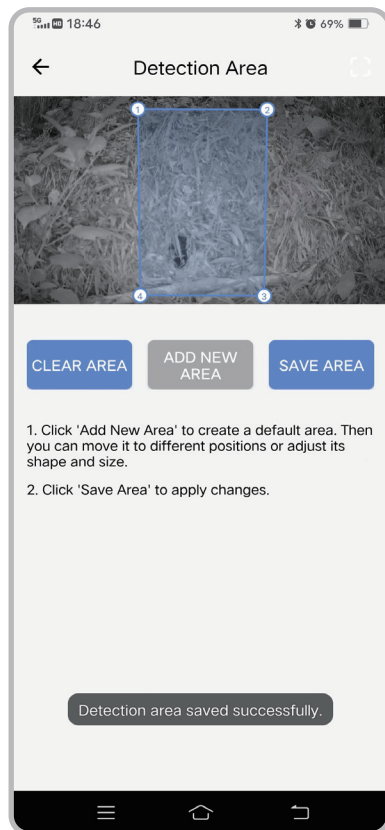 5G HD 18:46 69%
Detection Area
1 2
4 3
CLEAR AREA ADD NEW AREA SAVE AREA
1. Click 'Add New Area' to create a default area. Then
you can move it to different positions or adjust its
shape and size.
2. Click 'Save Area' to apply changes.
Detection area saved successfully.